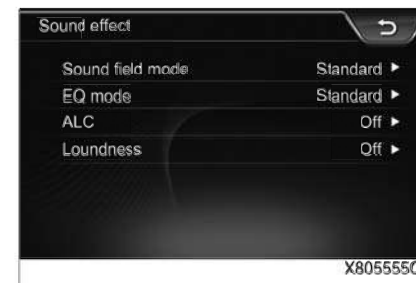 Sound effect
Sound field mode Standard
EQ mode Standard
ALC Off
Loundness Off
X805555C